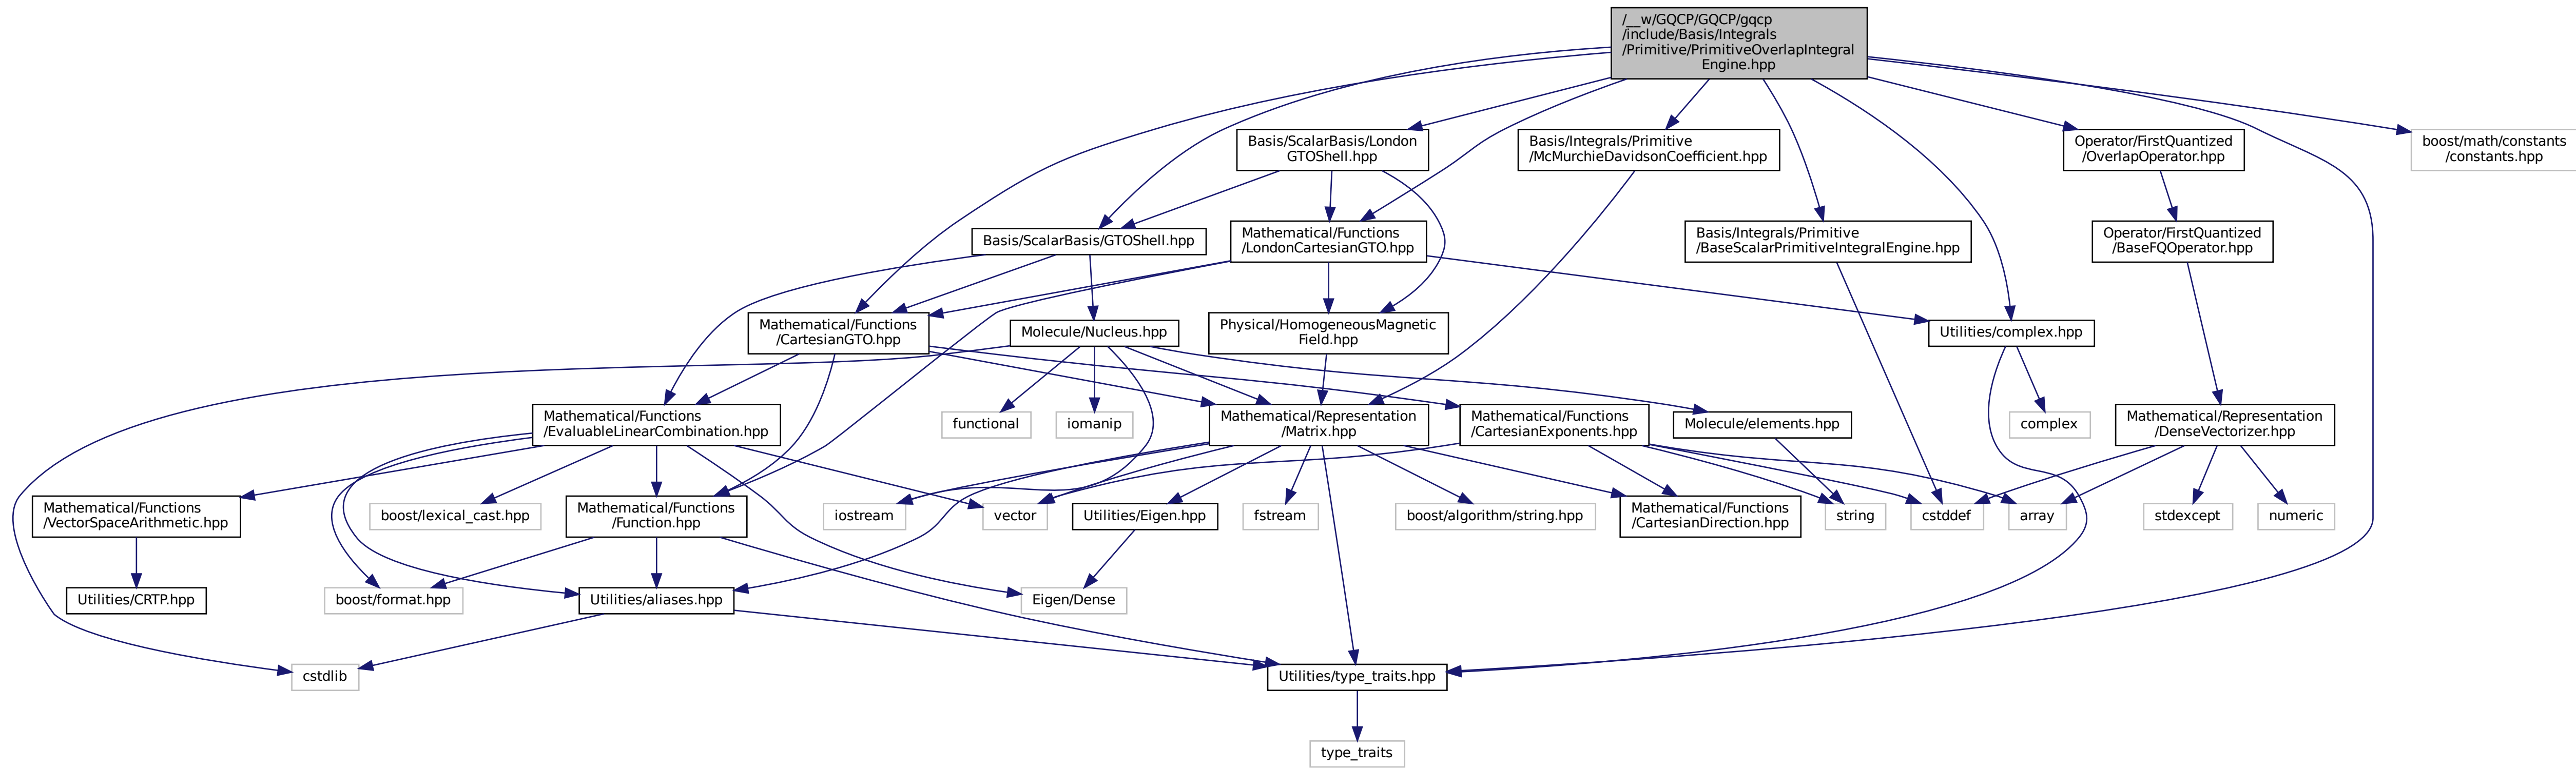 /__w/GQCP/GQCP/gqcp
/include/Basis/Integrals
/Primitive/PrimitiveOverlapIntegral
Engine.hpp
Basis/ScalarBasis/London
GTOShell.hpp
Basis/Integrals/Primitive
/McMurchieDavidsonCoefficient.hpp
Operator/FirstQuantized
/OverlapOperator.hpp
boost/math/constants
/constants.hpp
Basis/ScalarBasis/GTOShell.hpp
Mathematical/Functions
/LondonCartesianGTO.hpp
Basis/Integrals/Primitive
/BaseScalarPrimitiveIntegralEngine.hpp
Operator/FirstQuantized
/BaseFQOperator.hpp
Mathematical/Functions
/CartesianGTO.hpp
Molecule/Nucleus.hpp
Physical/HomogeneousMagnetic
Field.hpp
Utilities/complex.hpp
Mathematical/Functions
/EvaluableLinearCombination.hpp
functional
iomanip
Mathematical/Representation
/Matrix.hpp
Mathematical/Functions
/CartesianExponents.hpp
Molecule/elements.hpp
complex
Mathematical/Representation
/DenseVectorizer.hpp
Mathematical/Functions
/VectorSpaceArithmetic.hpp
boost/lexical_cast.hpp
Mathematical/Functions
/Function.hpp
iostream
vector
Utilities/Eigen.hpp
fstream
boost/algorithm/string.hpp
Mathematical/Functions
/CartesianDirection.hpp
string
cstddef
array
stdexcept
numeric
Utilities/CRTP.hpp
boost/format.hpp
Utilities/aliases.hpp
Eigen/Dense
cstdlib
Utilities/type_traits.hpp
type_traits